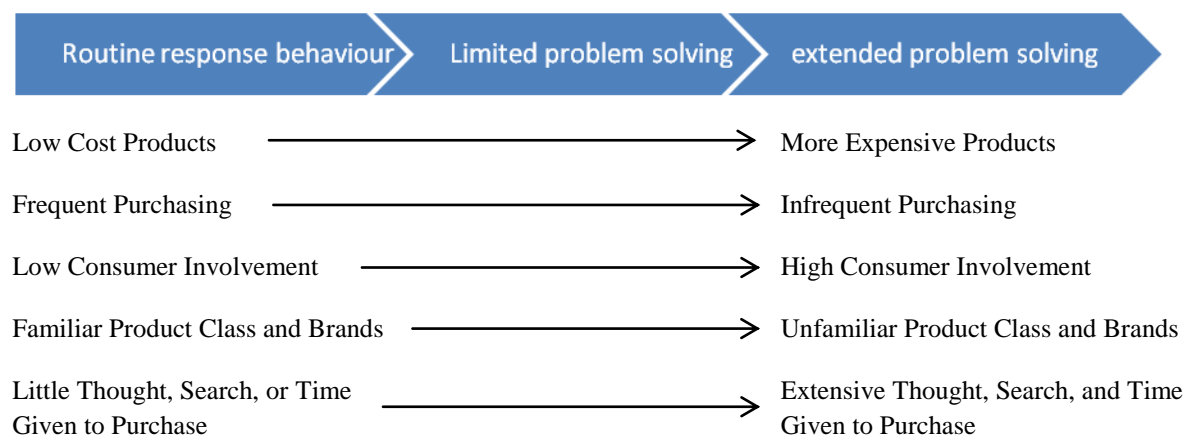 Routine response behaviour Limited problem solving extended problem solving
Low Cost Products More Expensive Products
Frequent Purchasing Infrequent Purchasing
Low Consumer Involvement High Consumer Involvement
Familiar Product Class and Brands Unfamiliar Product Class and Brands
Little Thought, Search, or Time Extensive Thought, Search, and Time
Given to Purchase Given to Purchase